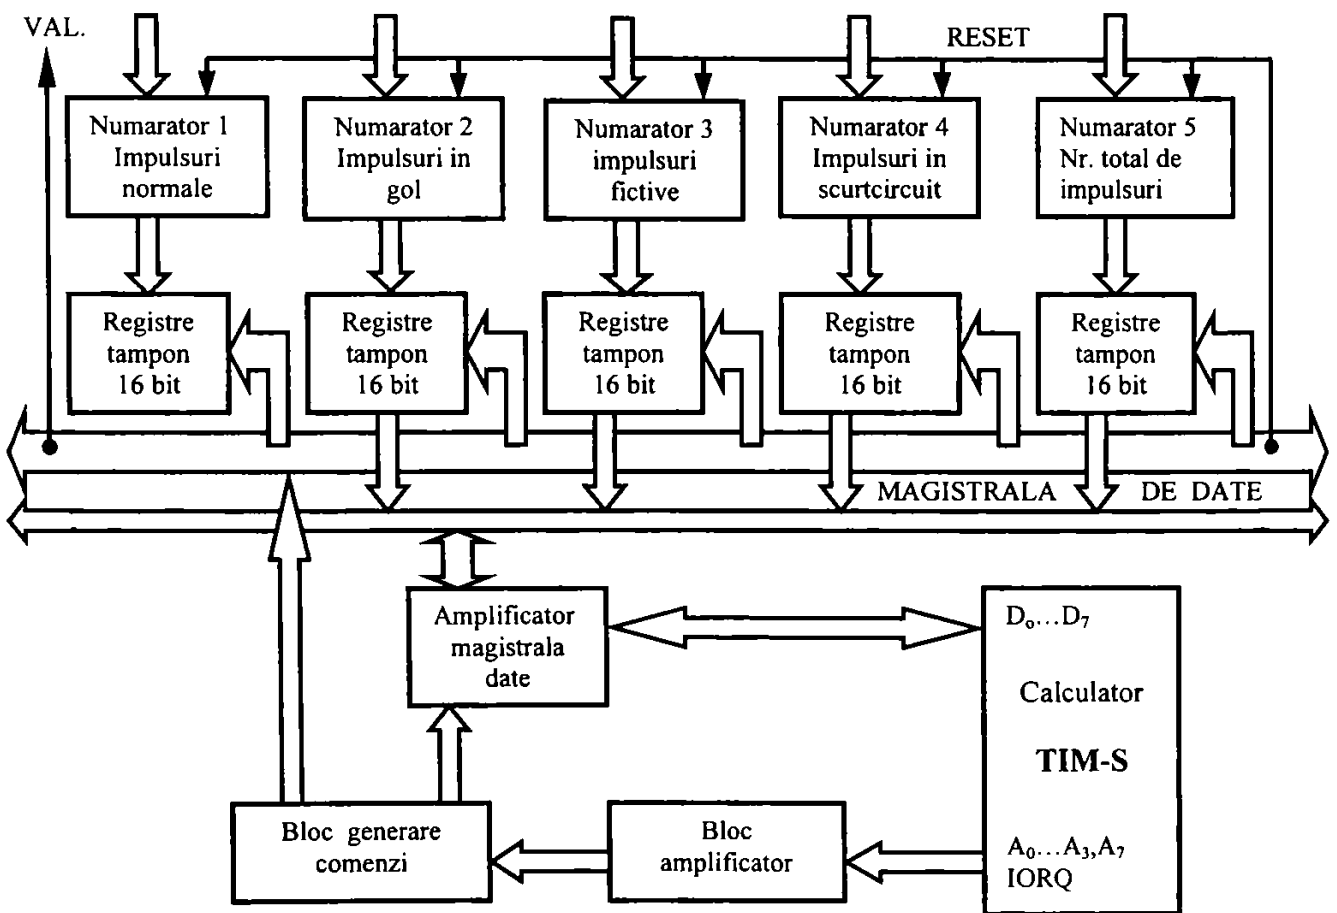 VAL.
RESET
Numarator 1
Impulsuri
normale
Numarator 2
Impulsuri in
gol
Numarator 3
impulsuri
fictive
Numarator 4
Impulsuri in
scurtcircuit
Numarator 5
Nr. total de
impulsuri
Registre
tampon
16 bit
Registre
tampon
16 bit
Registre
tampon
16 bit
Registre
tampon
16 bit
Registre
tampon
16 bit
MAGISTRALA DE DATE
Amplificator
magistrala
date
D₀…D₇
Calculator
TIM-S
A₀…A₃,A₇
IORQ
Bloc generare
comenzi
Bloc
amplificator